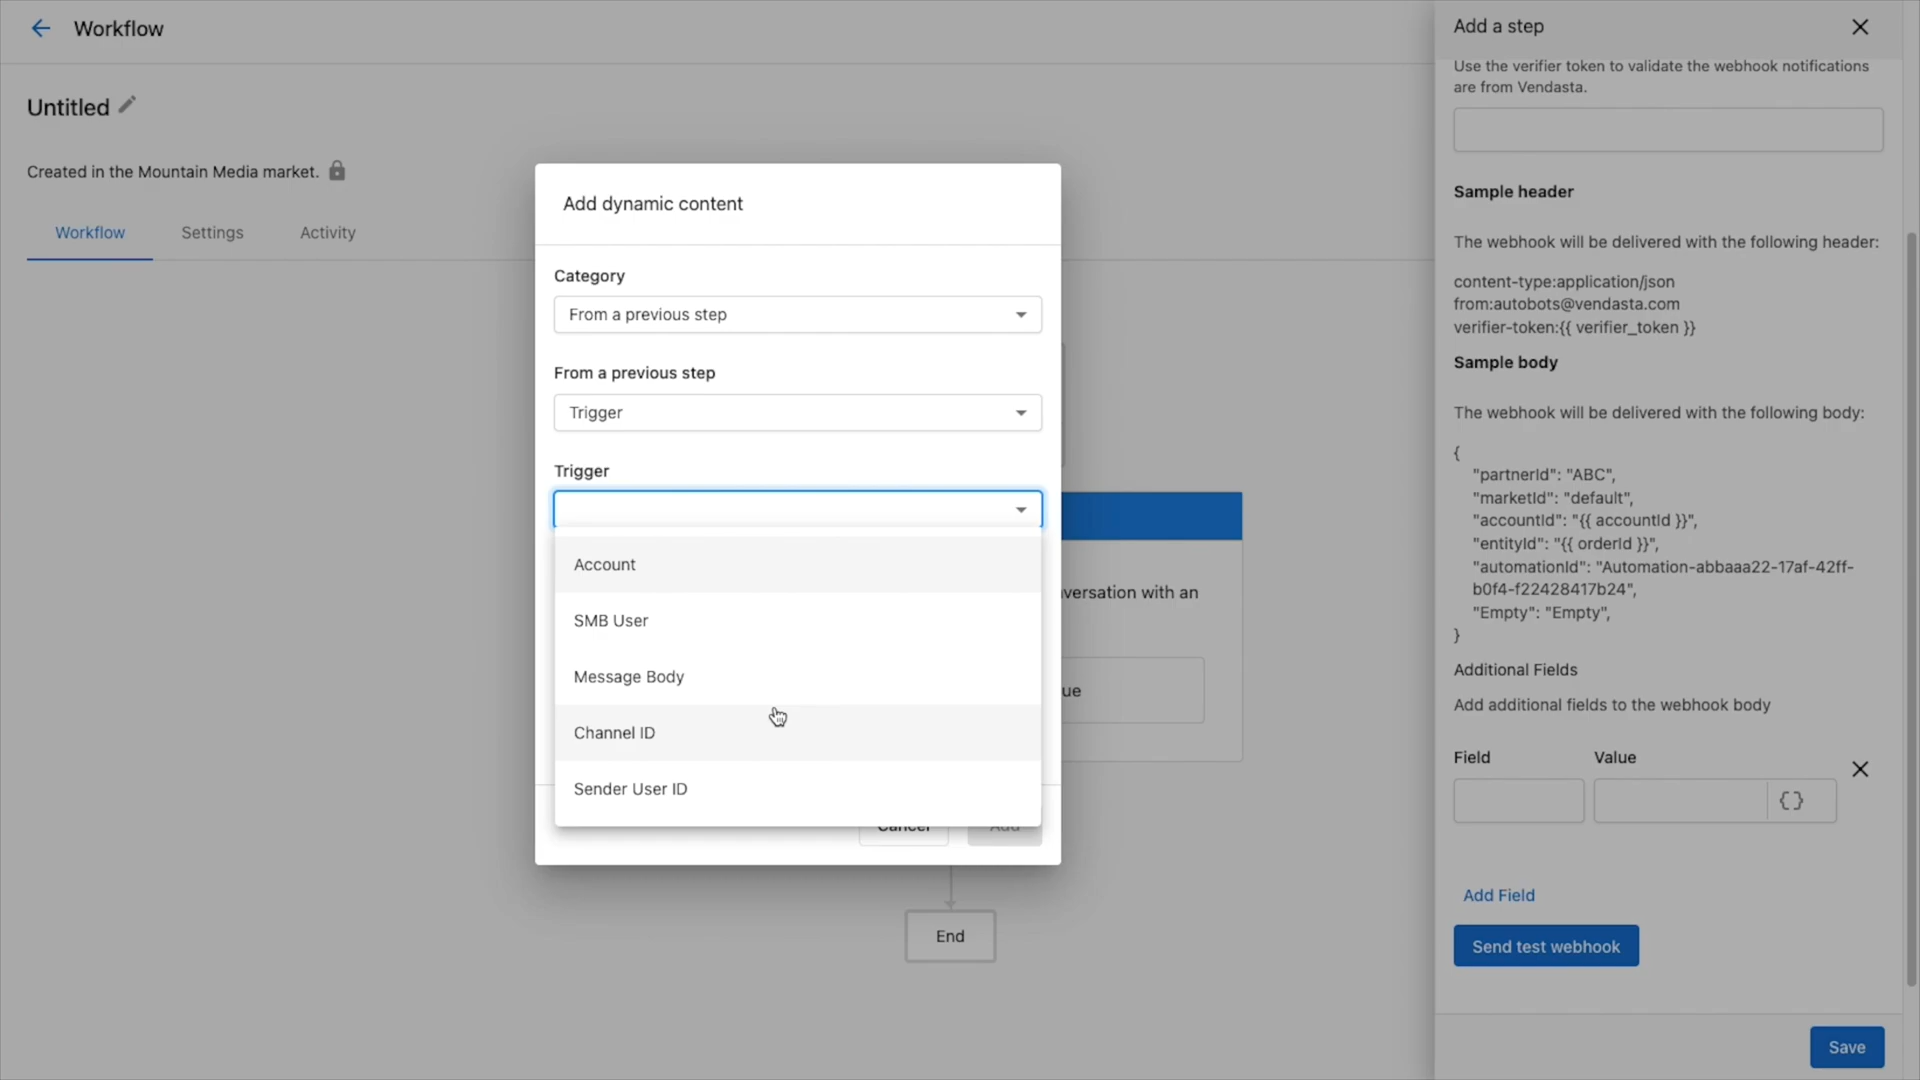 Workflow
Untitled
Created in the Mountain Media market.
Workflow
Settings
Activity
Add dynamic content
Category
From a previous step
From a previous step
Trigger
Trigger
Account
SMB User
Message Body
Channel ID
Sender User ID
Cancel
Add
End
Add a step
Use the verifier token to validate the webhook notifications
are from Vendasta.
Sample header
The webhook will be delivered with the following header:
content-type:application/json
from:autobots@vendasta.com
verifier-token:{{ verifier_token }}
Sample body
The webhook will be delivered with the following body:
{
"partnerId": "ABC",
"marketId": "default",
"accountId": "{{ accountId }}",
"entityId": "{{ orderId }}",
"automationId": "Automation-abbaaa22-17af-42ff-
b0f4-f22428417b24",
"Empty": "Empty",
}
Additional Fields
Add additional fields to the webhook body
Field
Value
{}
Add Field
Send test webhook
Save